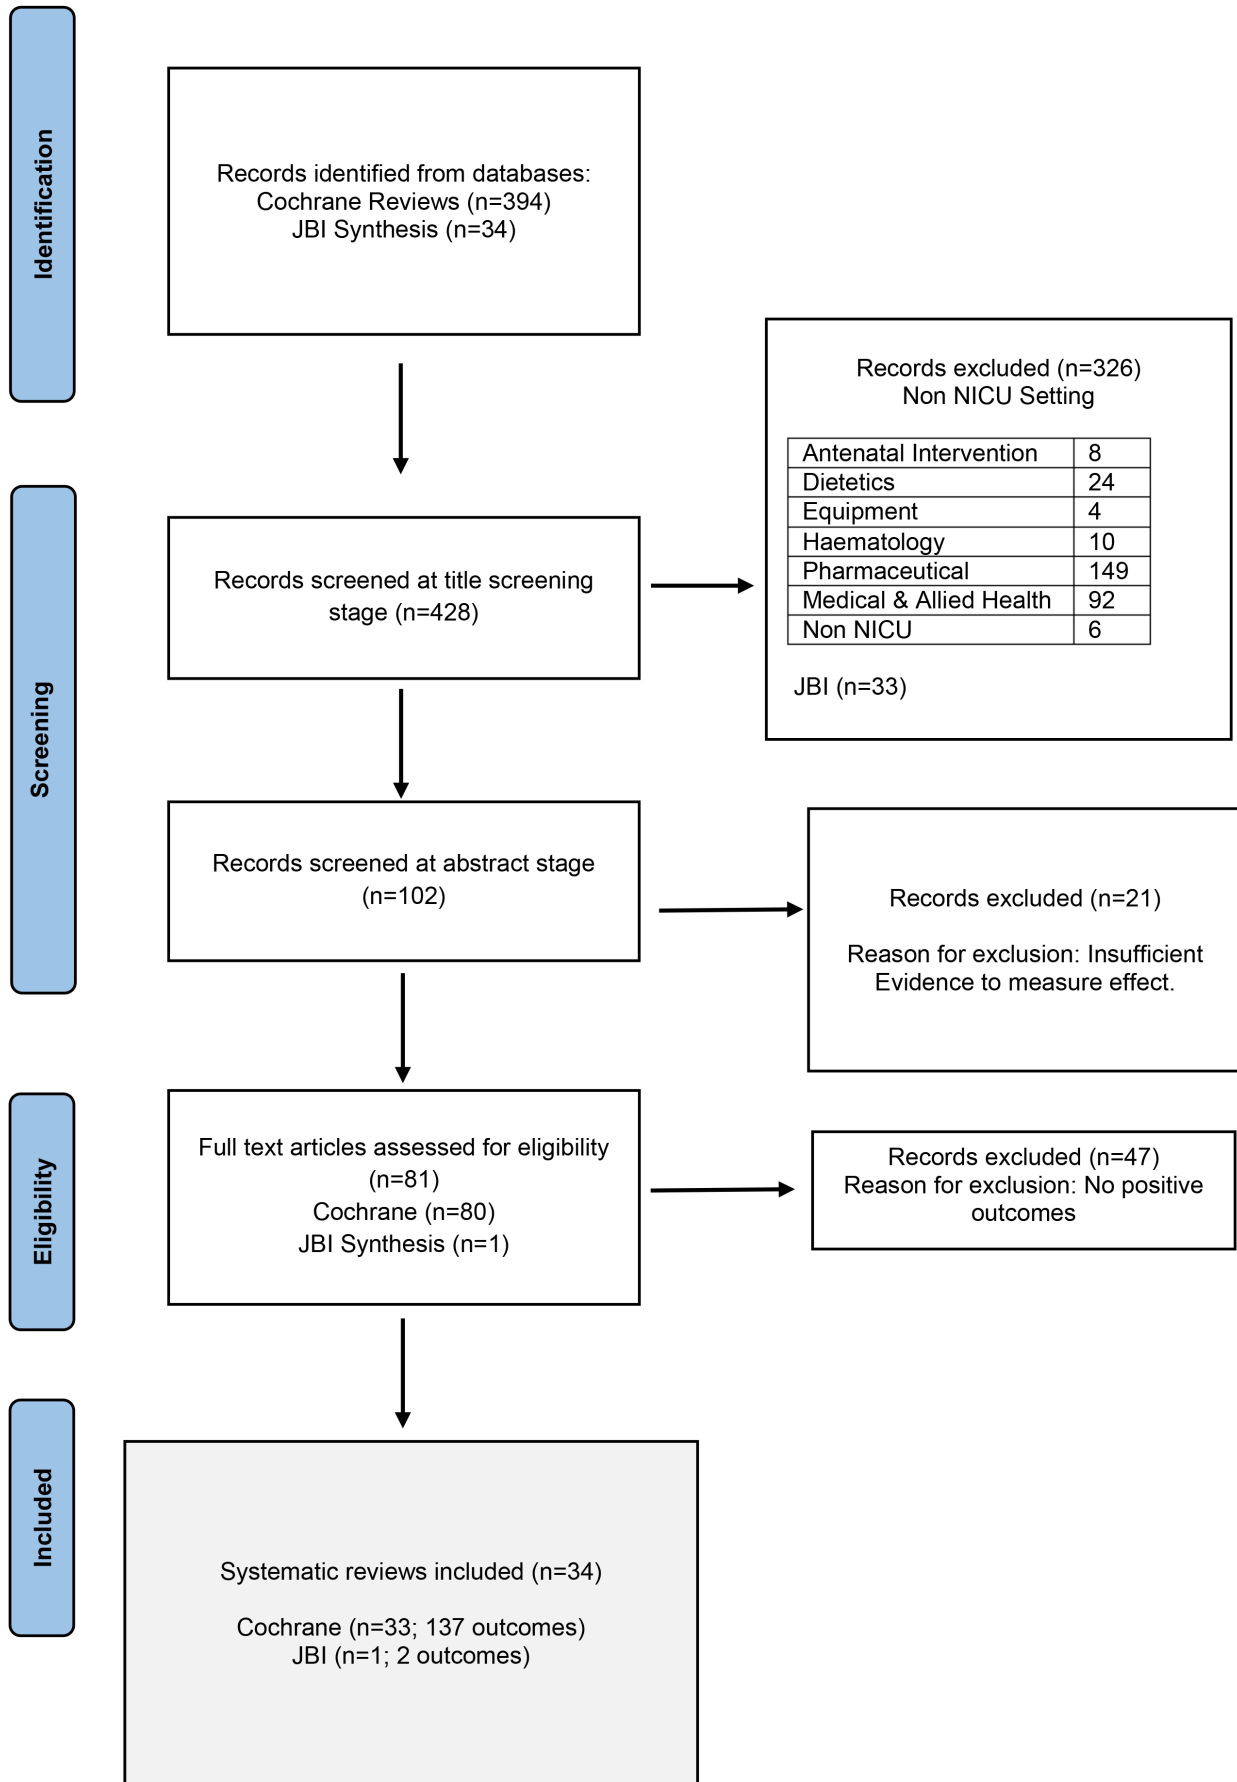 Identification
Records identified from databases:
Cochrane Reviews (n=394)
JBI Synthesis (n=34)
Records excluded (n=326)
Non NICU Setting
Antenatal Intervention 8
Dietetics 24
Equipment 4
Haematology 10
Pharmaceutical 149
Medical & Allied Health 92
Non NICU 6
JBI (n=33)
Screening
Records screened at title screening
stage (n=428)
Records screened at abstract stage
(n=102)
Records excluded (n=21)
Reason for exclusion: Insufficient
Evidence to measure effect.
Eligibility
Full text articles assessed for eligibility
(n=81)
Cochrane (n=80)
JBI Synthesis (n=1)
Records excluded (n=47)
Reason for exclusion: No positive
outcomes
Included
Systematic reviews included (n=34)
Cochrane (n=33; 137 outcomes)
JBI (n=1; 2 outcomes)